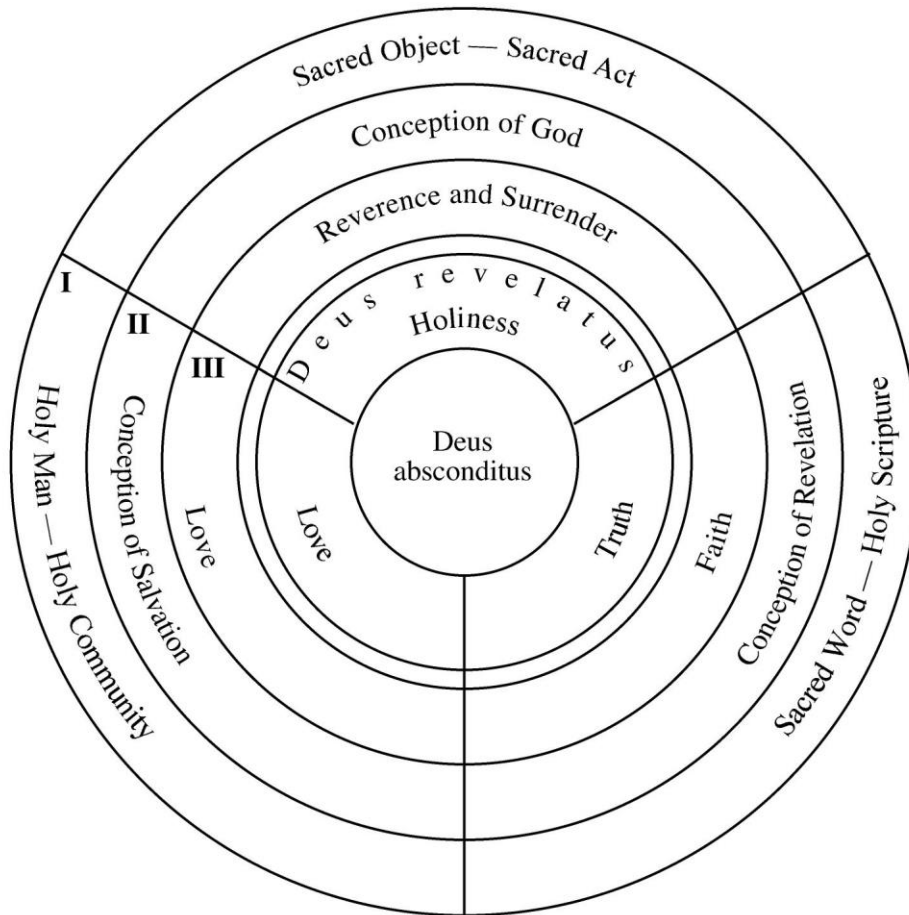 Sacred Object — Sacred Act
Conception of God
Reverence and Surrender
Deus revelatus
Holiness
I
II
III
Deus
absconditus
Holy Man — Holy Community
Conception of Salvation
Love
Love
Truth
Faith
Conception of Revelation
Sacred Word — Holy Scripture